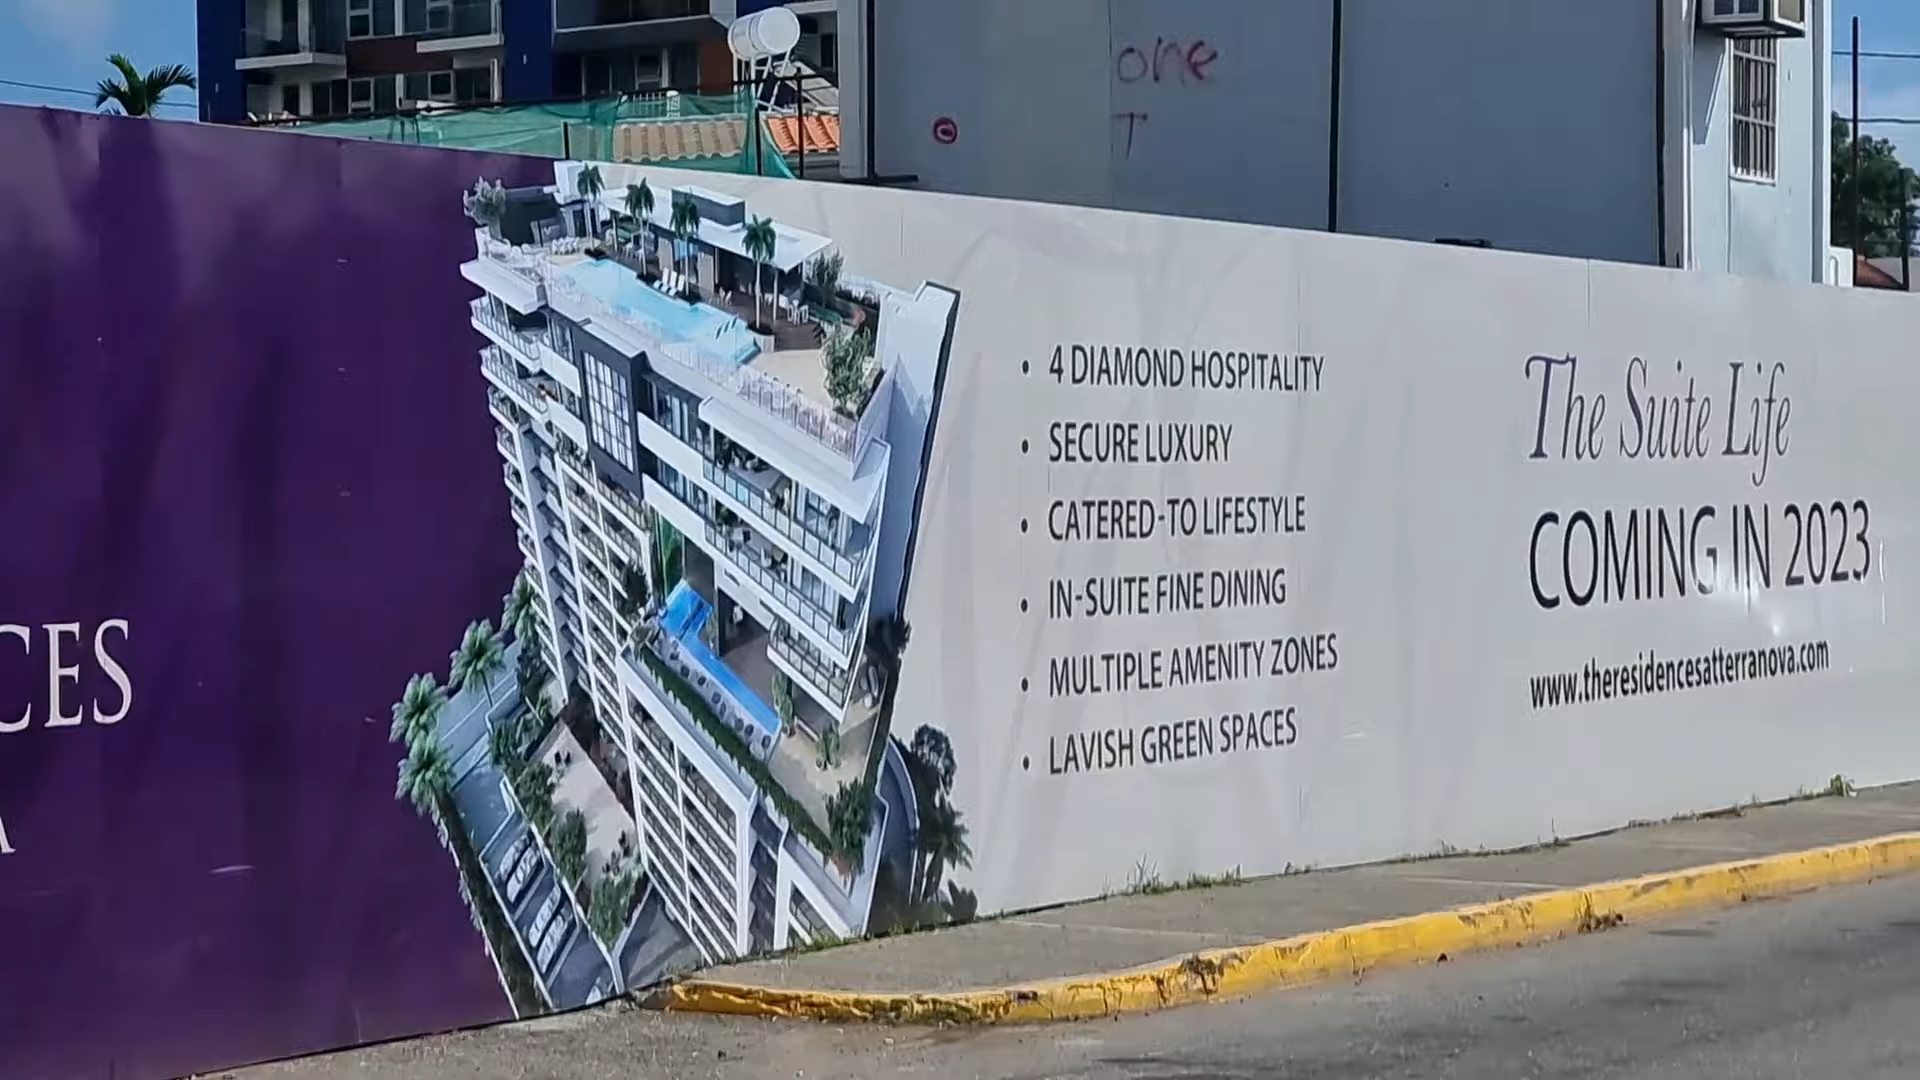 one
T
CES
A
• 4 DIAMOND HOSPITALITY
• SECURE LUXURY
• CATERED-TO LIFESTYLE
• IN-SUITE FINE DINING
• MULTIPLE AMENITY ZONES
• LAVISH GREEN SPACES
The Suite Life
COMING IN 2023
www.theresidencesatterranova.com